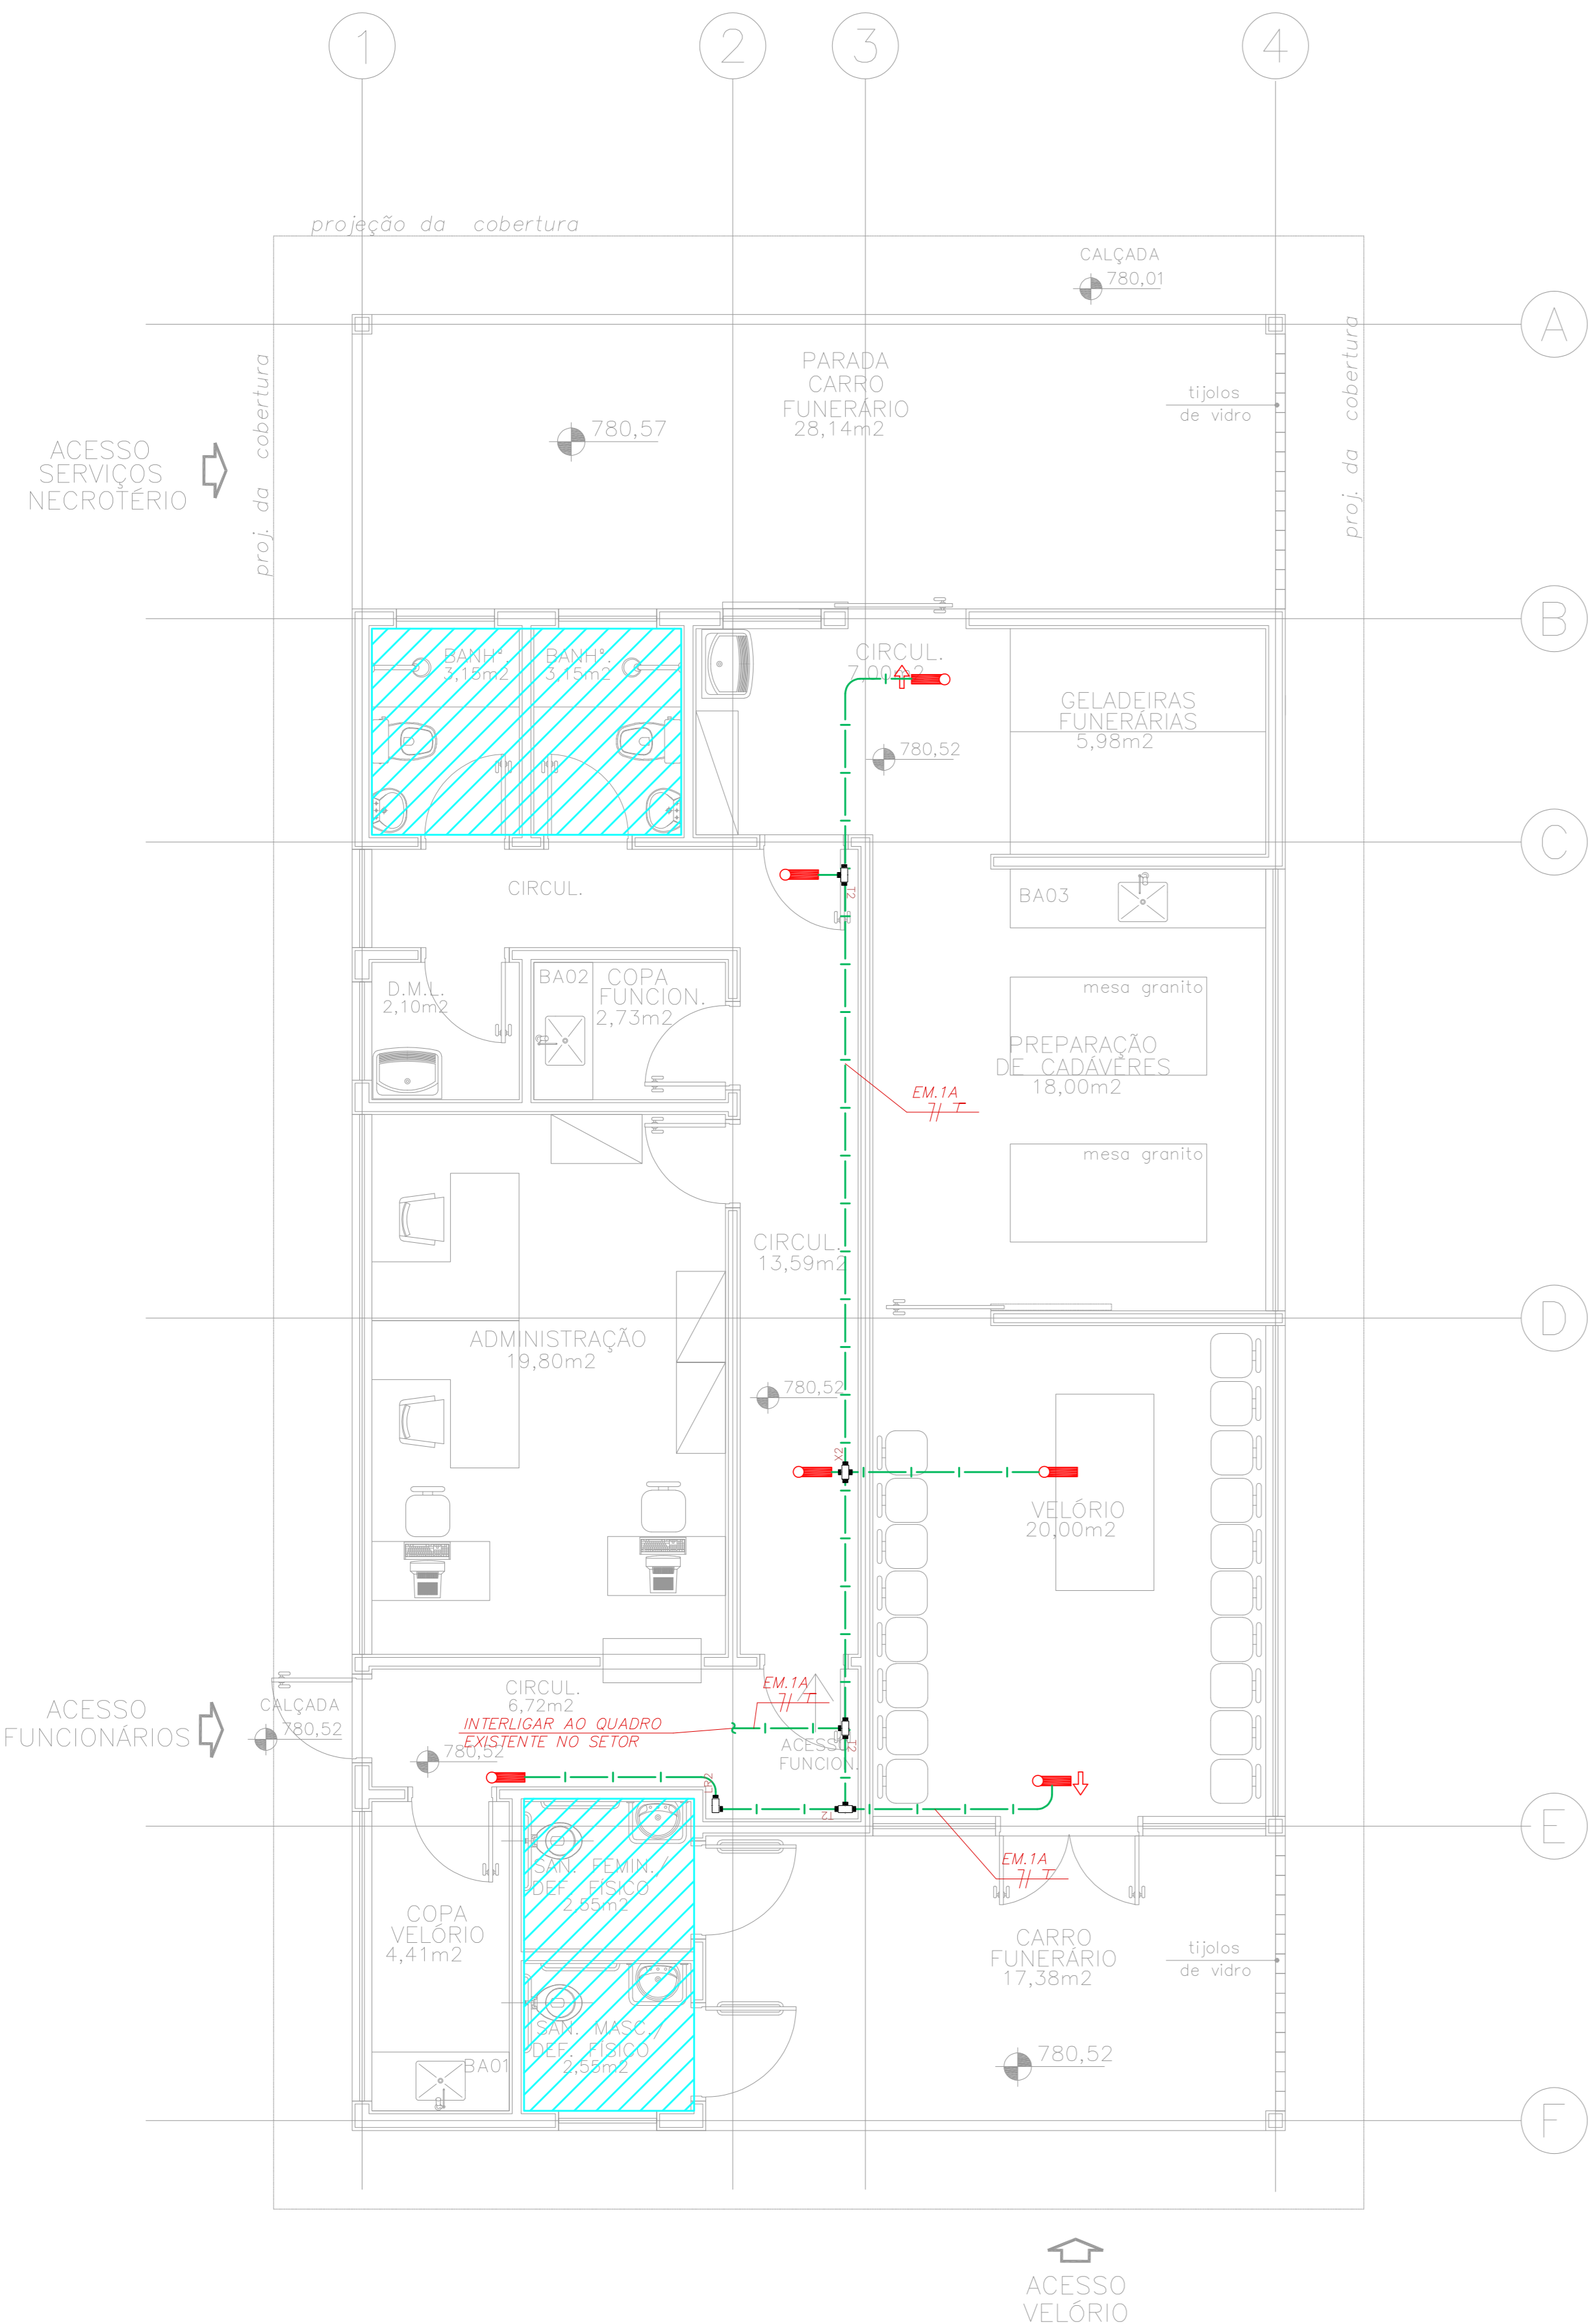 1
2
3
4
projeção da cobertura
CALÇADA
780,01
A
proj. da cobertura
proj. da cobertura
PARADA
CARRO
FUNERÁRIO
28,14m2
tijolos
de vidro
780,57
ACESSO
SERVIÇOS
NECROTÉRIO
B
BANHº.
3,15m2
BANHº.
3,15m2
CIRCUL.
7,00m2
GELADEIRAS
FUNERÁRIAS
5,98m2
780,52
C
CIRCUL.
T2
BA03
D.M.L.
2,10m2
BA02
COPA
FUNCION.
2,73m2
mesa granito
PREPARAÇÃO
DE CADÁVERES
18,00m2
EM.1A
T
mesa granito
CIRCUL.
13,59m2
D
ADMINISTRAÇÃO
19,80m2
780,52
X2
VELÓRIO
20,00m2
CIRCUL.
6,72m2
EM.1A
T
ACESSO
FUNCIONÁRIOS
CALÇADA
780,52
INTERLIGAR AO QUADRO
EXISTENTE NO SETOR
780,52
ACESSO
FUNCION.
T2
T2
E
EM.1A
T
SAN. FEMIN./
DEF. FÍSICO
2,55m2
COPA
VELÓRIO
4,41m2
CARRO
FUNERÁRIO
17,38m2
tijolos
de vidro
SAN. MASC./
DEF. FÍSICO
2,55m2
BA01
780,52
F
ACESSO
VELÓRIO